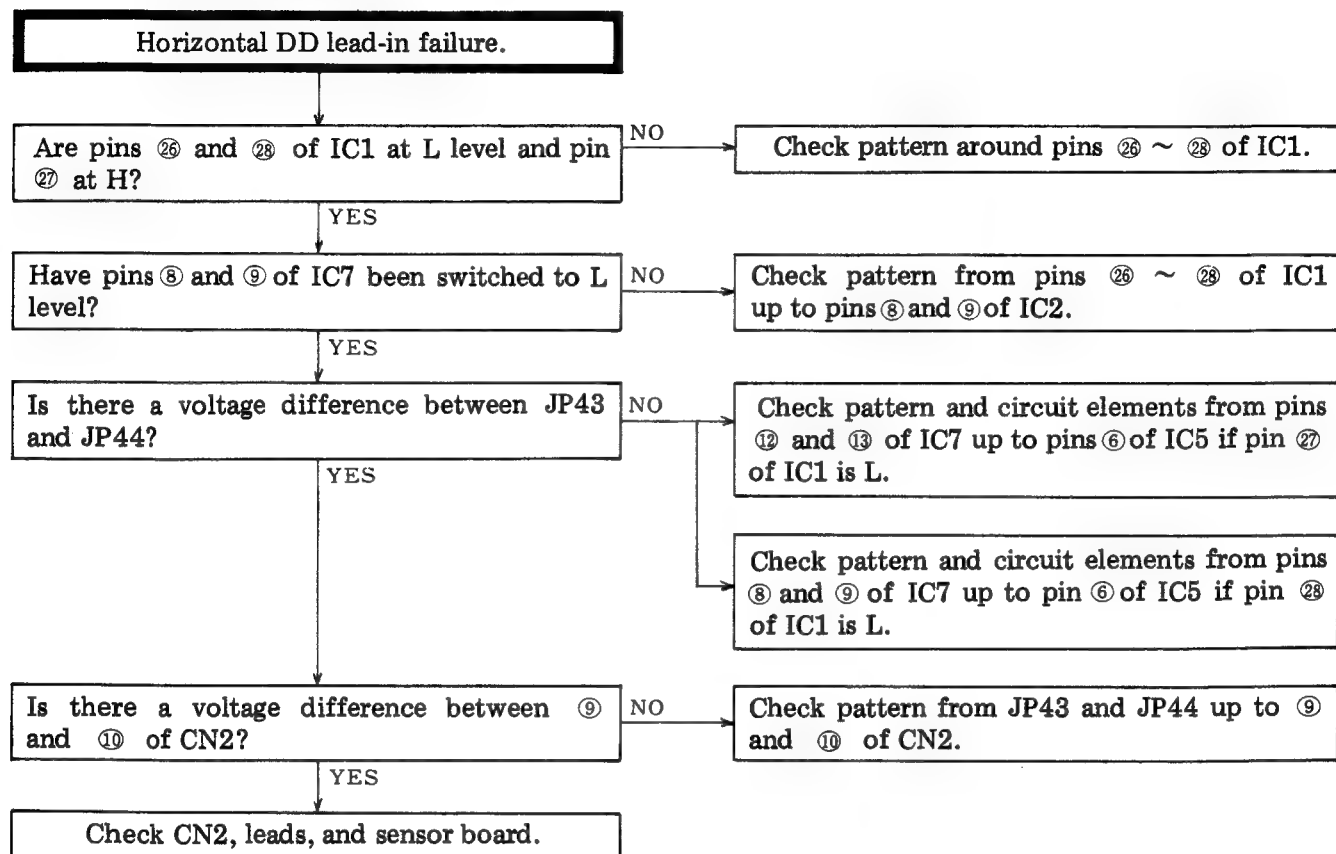 Horizontal DD lead-in failure.
Are pins ㉖ and ㉘ of IC1 at L level and pin
㉗ at H?
NO
Check pattern around pins ㉖ ~ ㉘ of IC1.
YES
Have pins ⑧ and ⑨ of IC7 been switched to L
level?
NO
Check pattern from pins ㉖ ~ ㉘ of IC1
up to pins ⑧ and ⑨ of IC2.
YES
Is there a voltage difference between JP43
and JP44?
NO
Check pattern and circuit elements from pins
⑫ and ⑬ of IC7 up to pins ⑥ of IC5 if pin ㉗
of IC1 is L.
YES
Check pattern and circuit elements from pins
⑧ and ⑨ of IC7 up to pin ⑥ of IC5 if pin ㉘
of IC1 is L.
Is there a voltage difference between ⑨
and ⑩ of CN2?
NO
Check pattern from JP43 and JP44 up to ⑨
and ⑩ of CN2.
YES
Check CN2, leads, and sensor board.